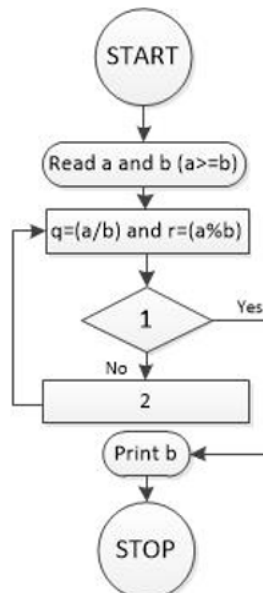 START
Read a and b (a>=b)
q=(a/b) and r=(a%b)
1
Yes
No
2
Print b
STOP